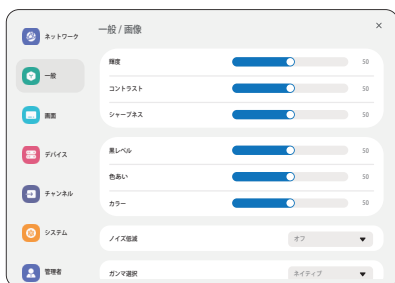 一般 / 画像
×
ネットワーク
一般
画面
デバイス
チャンネル
システム
管理者
輝度 50
コントラスト 50
シャープネス 50
黒レベル 50
色あい 50
カラー 50
ノイズ低減 オフ
ガンマ選択 ネイティブ